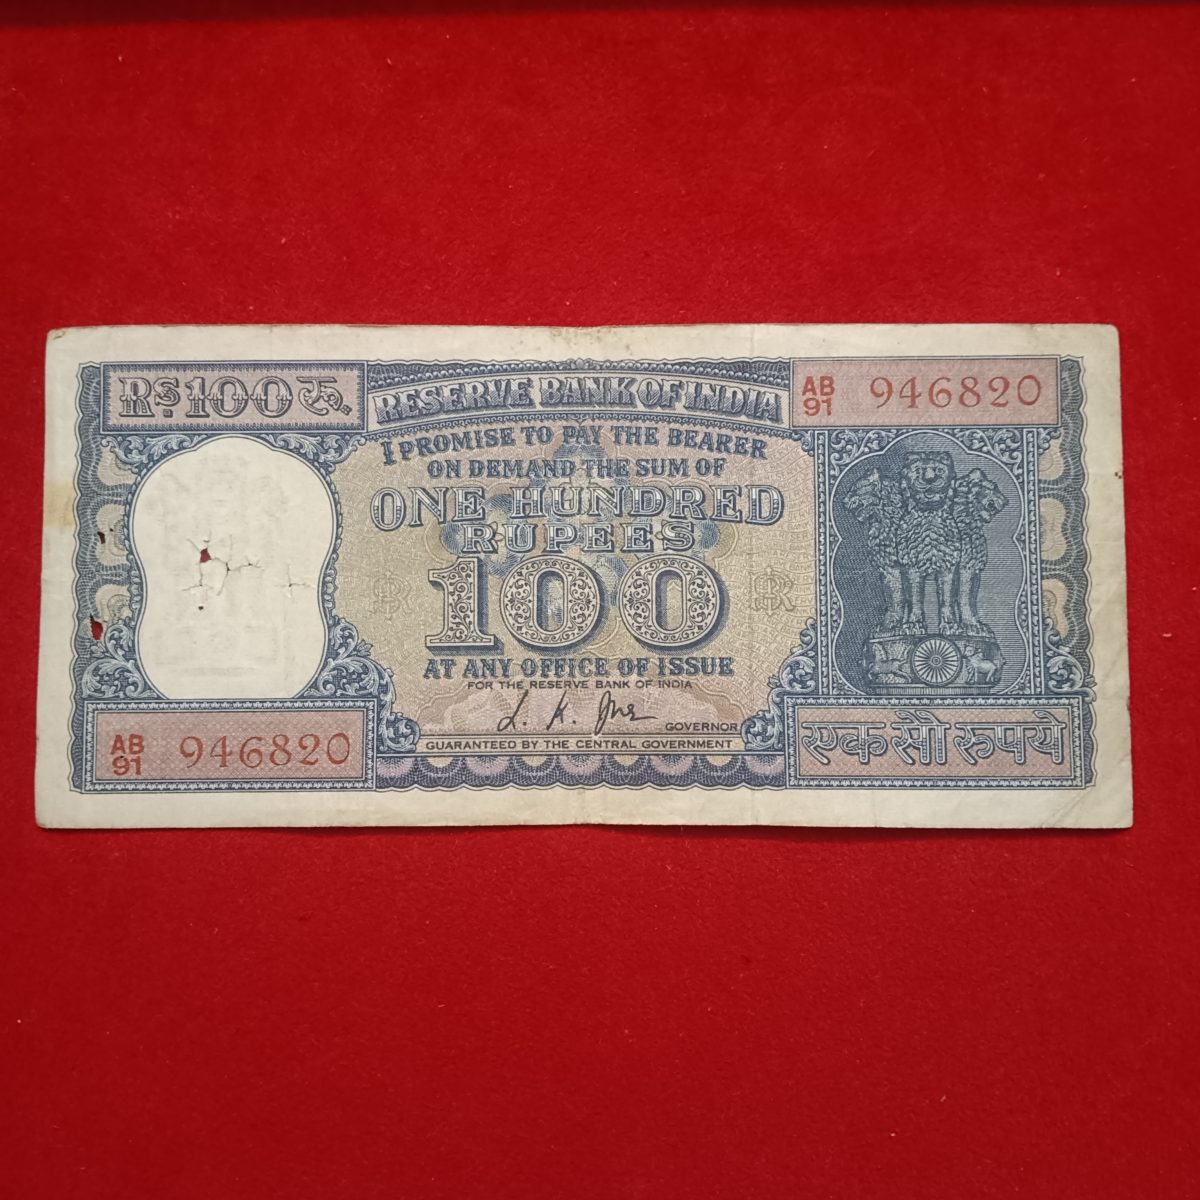 RS.100रु.
RESERVE BANK OF INDIA
AB
91 946820
I PROMISE TO PAY THE BEARER
ON DEMAND THE SUM OF
ONE HUNDRED
RUPEES
100
AT ANY OFFICE OF ISSUE
FOR THE RESERVE BANK OF INDIA
GOVERNOR
GUARANTEED BY THE CENTRAL GOVERNMENT
AB
91 946820
एक सौ रुपये